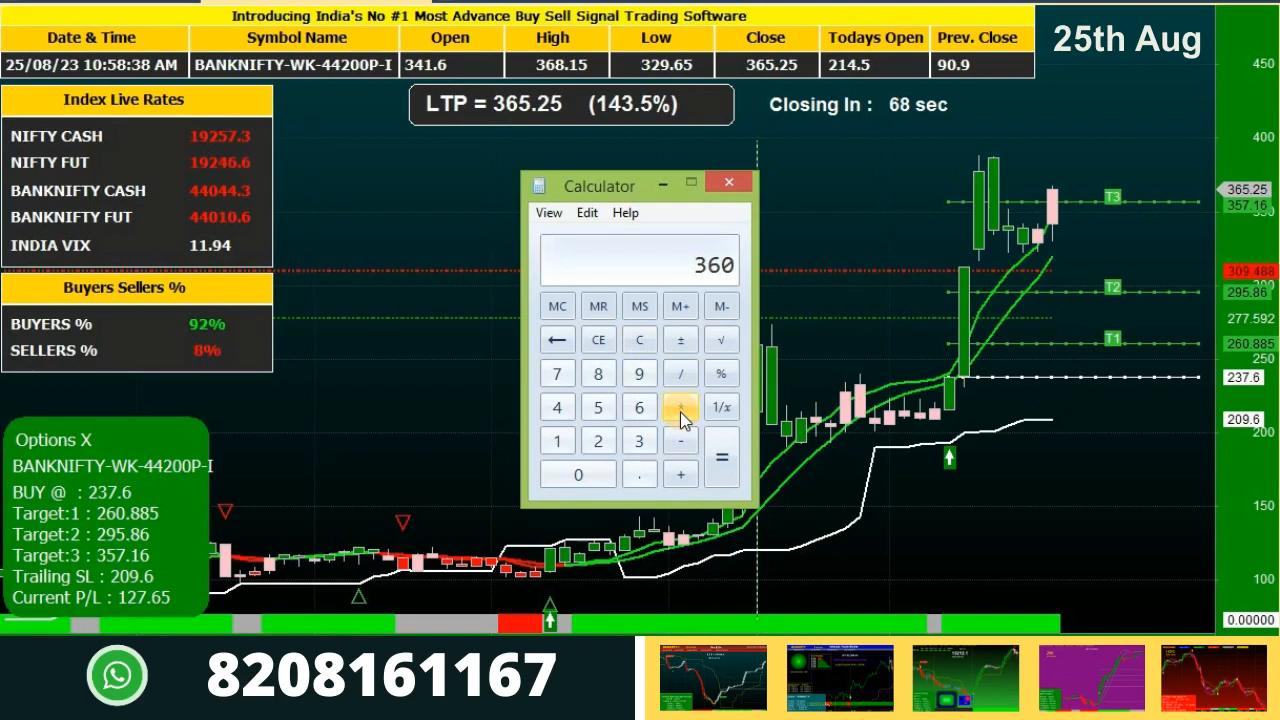 Introducing India's No #1 Most Advance Buy Sell Signal Trading Software
Date & Time Symbol Name Open High Low Close Todays Open Prev. Close
25/08/23 10:58:38 AM BANKNIFTY-WK-44200P-I 341.6 368.15 329.65 365.25 214.5 90.9
25th Aug
Index Live Rates
NIFTY CASH 19257.3
NIFTY FUT 19246.6
BANKNIFTY CASH 44044.3
BANKNIFTY FUT 44010.6
INDIA VIX 11.94
Buyers Sellers %
BUYERS % 92%
SELLERS % 8%
LTP = 365.25 (143.5%)
Closing In : 68 sec
Calculator
View Edit Help
360
MC MR MS M+ M-
← CE C ± √
7 8 9 / %
4 5 6 * 1/x
1 2 3 -
=
0 . +
T3
T2
T1
450
400
365.25
357.16
309.488
295.86
277.592
260.885
250
237.6
209.6
200
150
100
0.00000
Options X
BANKNIFTY-WK-44200P-I
BUY @ : 237.6
Target:1 : 260.885
Target:2 : 295.86
Target:3 : 357.16
Trailing SL : 209.6
Current P/L : 127.65
8208161167